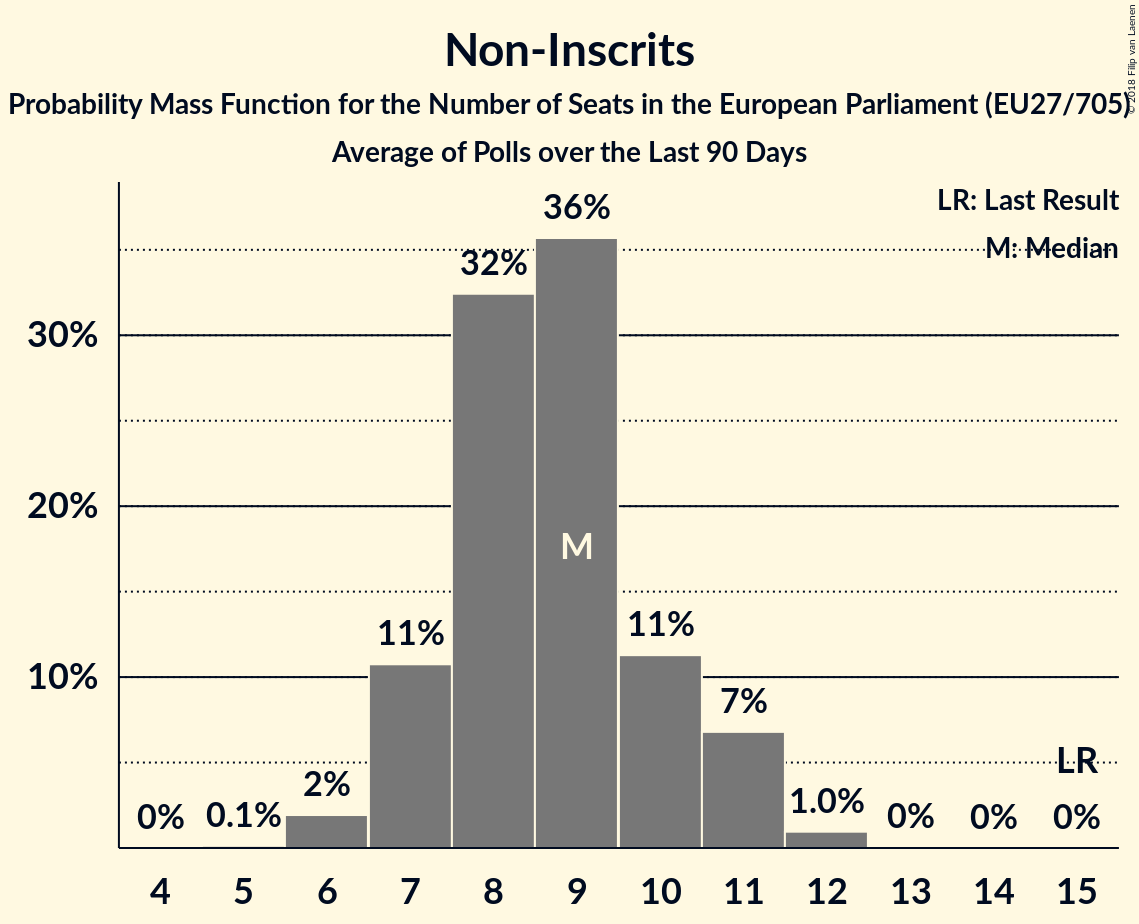 Non-Inscrits
Probability Mass Function for the Number of Seats in the European Parliament (EU27/705)
Average of Polls over the Last 90 Days
© 2018 Filip van Laenen
LR: Last Result
M: Median
36%
32%
30%
20%
M
11%
11%
10%
7%
LR
2%
1.0%
0%
0.1%
0%
0%
0%
4 5 6 7 8 9 10 11 12 13 14 15